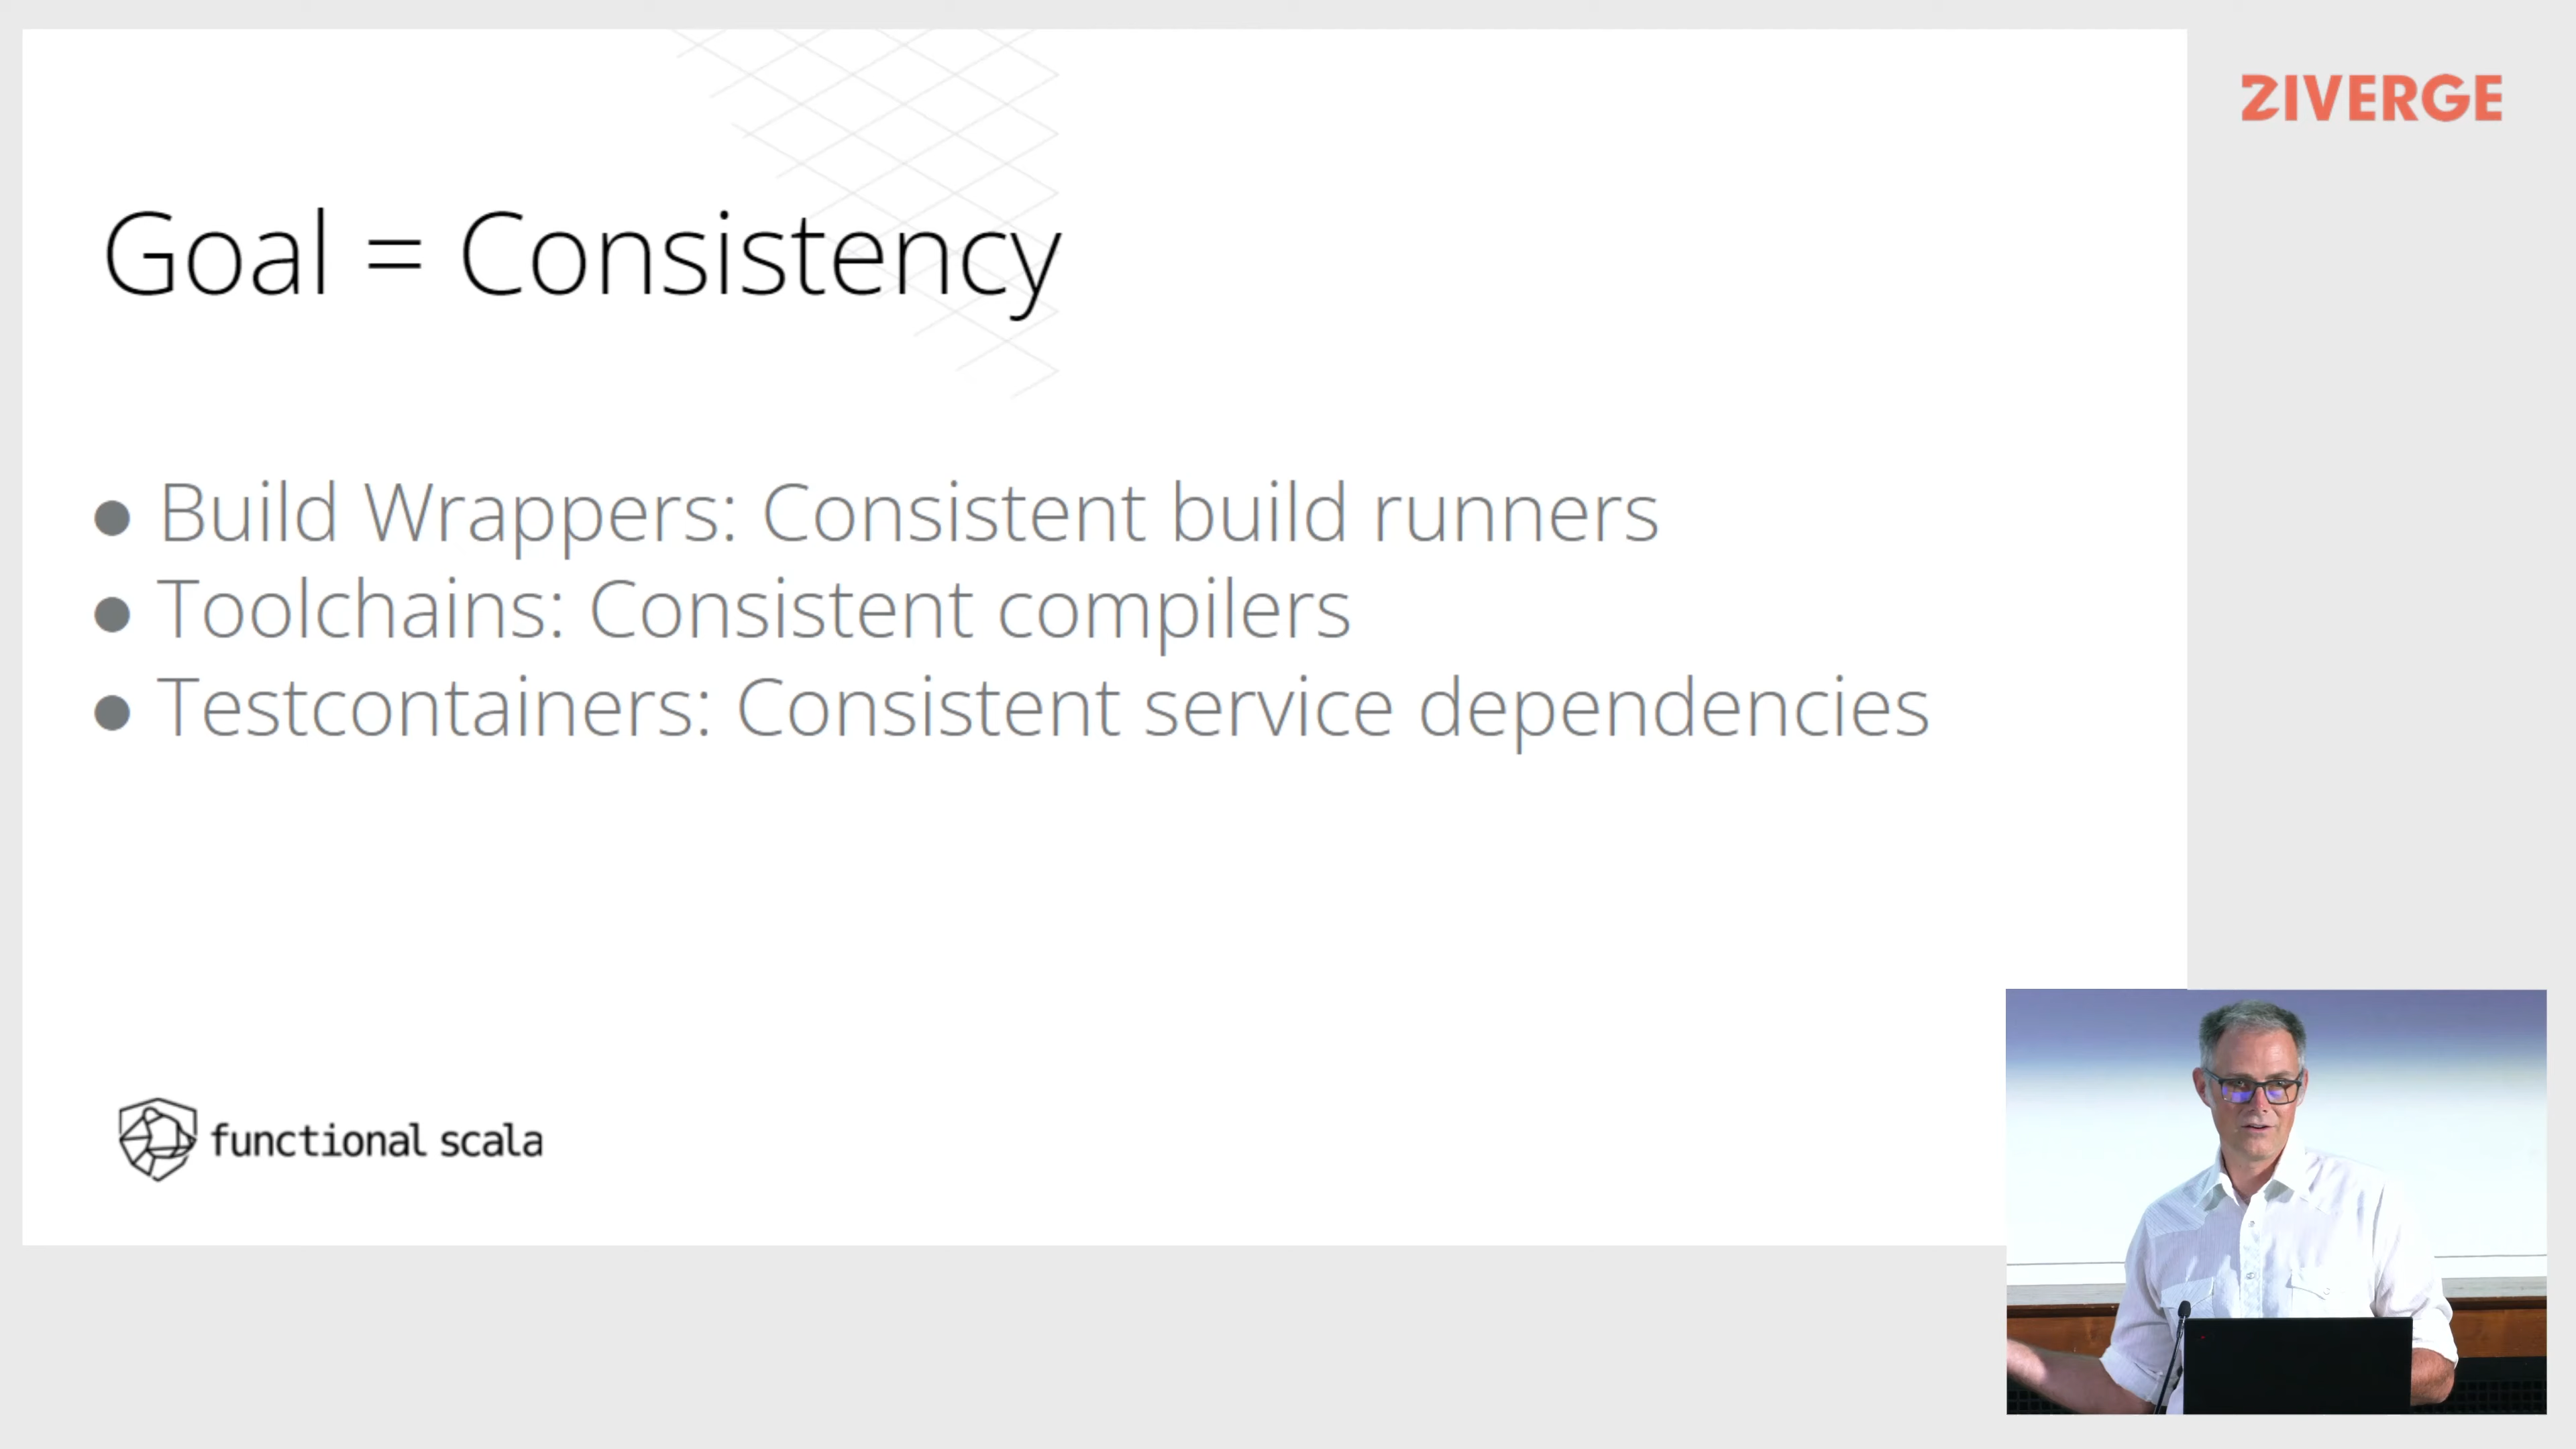 ZIVERGE
Goal = Consistency
● Build Wrappers: Consistent build runners
● Toolchains: Consistent compilers
● Testcontainers: Consistent service dependencies
functional scala